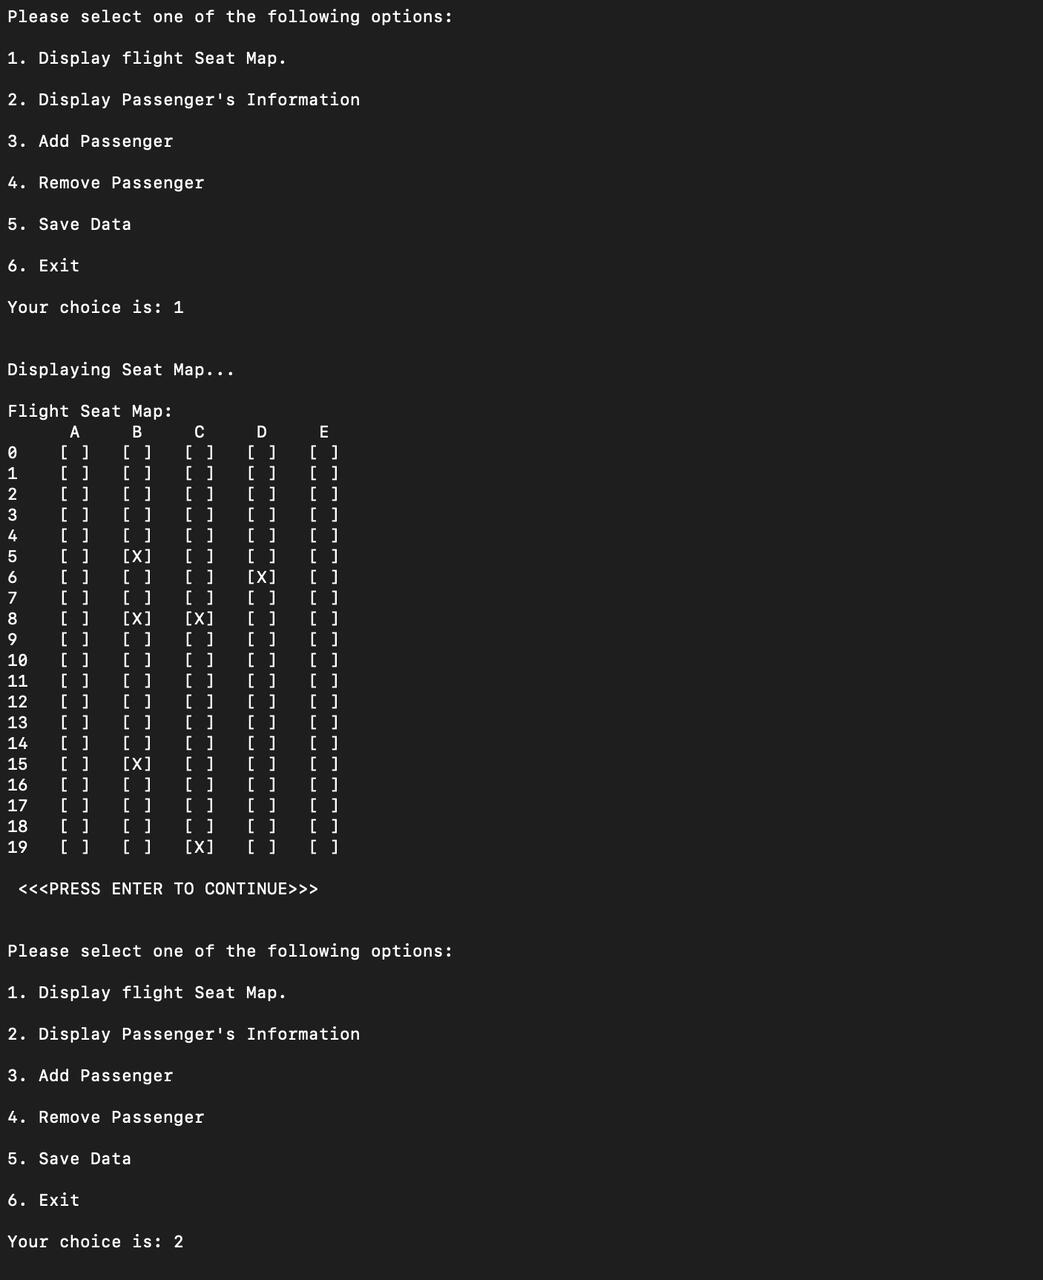 Please select one of the following options:
1. Display flight Seat Map.
2. Display Passenger's Information
3. Add Passenger
4. Remove Passenger
5. Save Data
6. Exit
Your choice is: 1
Displaying Seat Map...
Flight Seat Map:
      A     B     C     D     E
0    [ ]   [ ]   [ ]   [ ]   [ ]
1    [ ]   [ ]   [ ]   [ ]   [ ]
2    [ ]   [ ]   [ ]   [ ]   [ ]
3    [ ]   [ ]   [ ]   [ ]   [ ]
4    [ ]   [ ]   [ ]   [ ]   [ ]
5    [ ]   [X]   [ ]   [ ]   [ ]
6    [ ]   [ ]   [ ]   [X]   [ ]
7    [ ]   [ ]   [ ]   [ ]   [ ]
8    [ ]   [X]   [X]   [ ]   [ ]
9    [ ]   [ ]   [ ]   [ ]   [ ]
10   [ ]   [ ]   [ ]   [ ]   [ ]
11   [ ]   [ ]   [ ]   [ ]   [ ]
12   [ ]   [ ]   [ ]   [ ]   [ ]
13   [ ]   [ ]   [ ]   [ ]   [ ]
14   [ ]   [ ]   [ ]   [ ]   [ ]
15   [ ]   [X]   [ ]   [ ]   [ ]
16   [ ]   [ ]   [ ]   [ ]   [ ]
17   [ ]   [ ]   [ ]   [ ]   [ ]
18   [ ]   [ ]   [ ]   [ ]   [ ]
19   [ ]   [ ]   [X]   [ ]   [ ]
<<<PRESS ENTER TO CONTINUE>>>
Please select one of the following options:
1. Display flight Seat Map.
2. Display Passenger's Information
3. Add Passenger
4. Remove Passenger
5. Save Data
6. Exit
Your choice is: 2